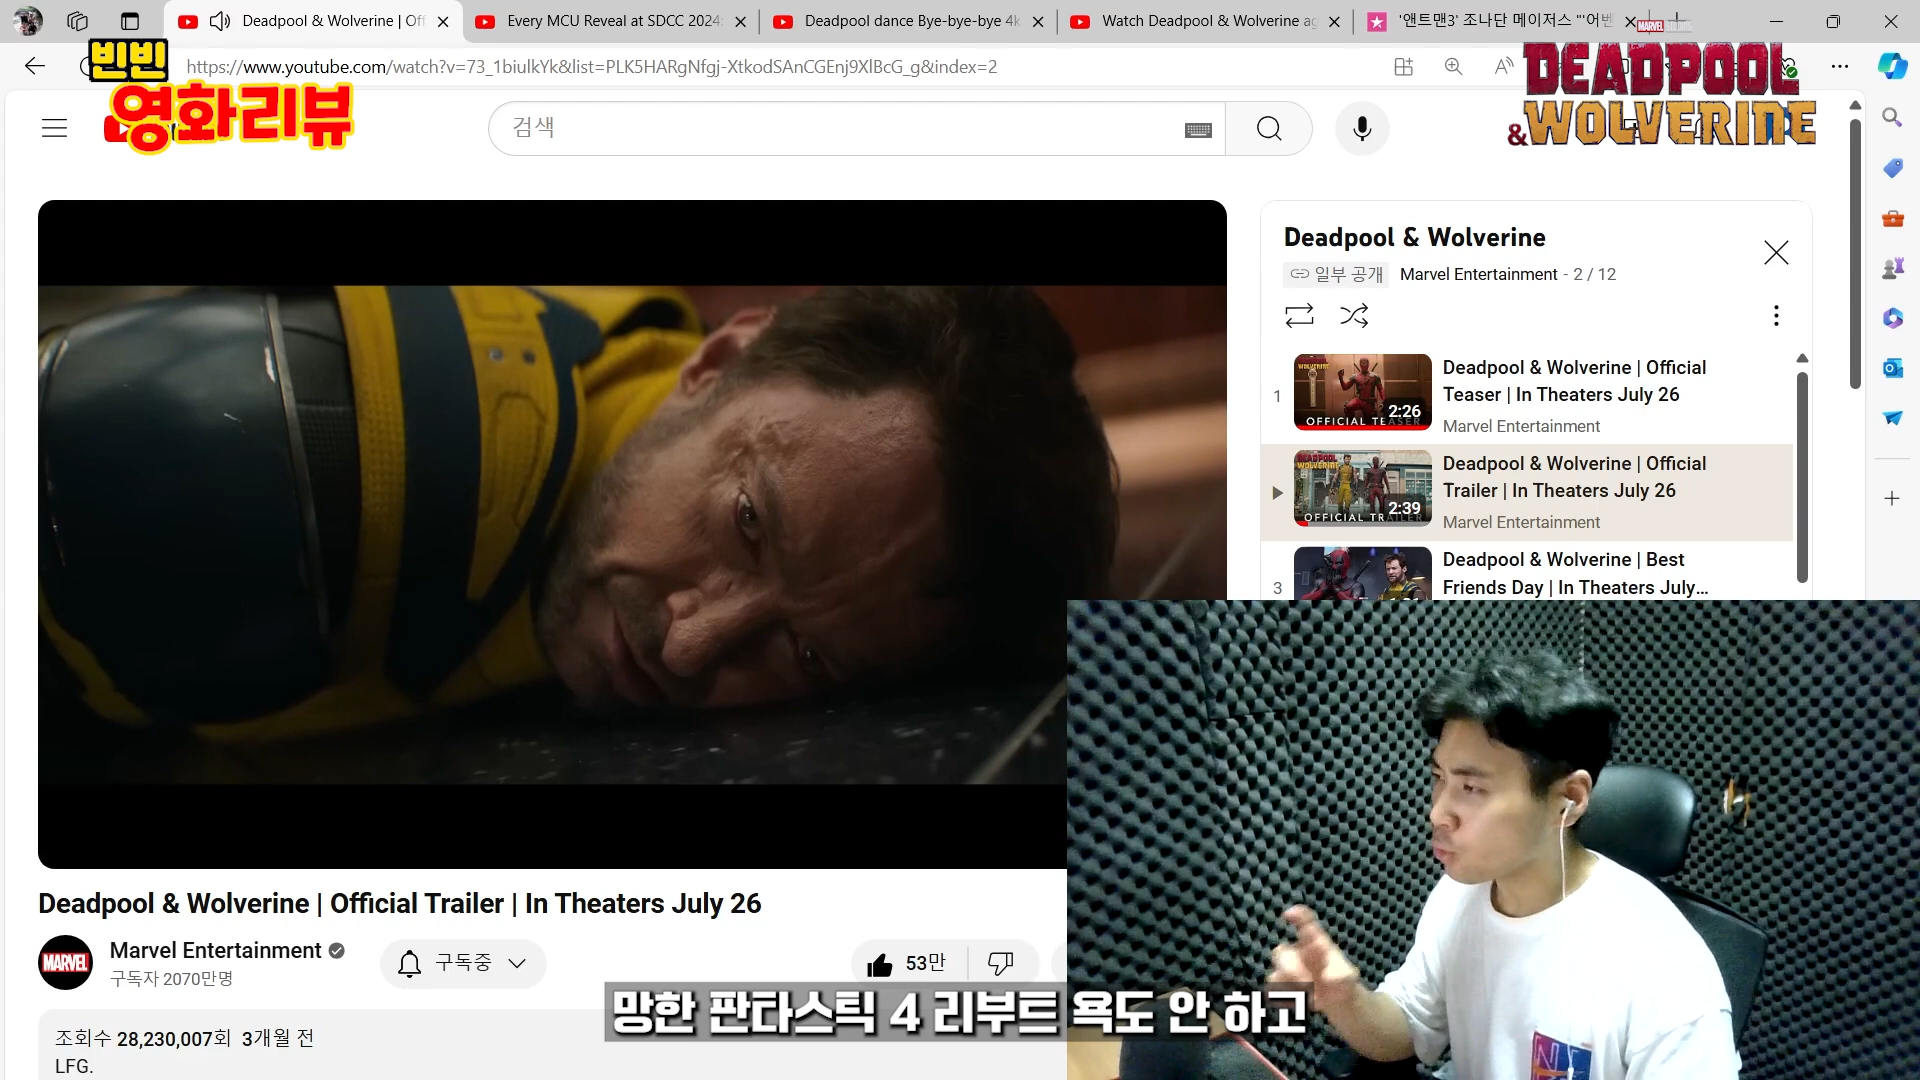 Deadpool & Wolverine | Off
Every MCU Reveal at SDCC 2024:
Deadpool dance Bye-bye-bye 4k
Watch Deadpool & Wolverine ag
'앤트맨3' 조나단 메이저스 "'어벤
MARVEL STUDIOS
https://www.youtube.com/watch?v=73_1biulkYk&list=PLK5HARgNfgj-XtkodSAnCGEnj9XlBcG_g&index=2
빈빈
영화리뷰
검색
DEADPOOL
&WOLVERINE
Deadpool & Wolverine
일부 공개 Marvel Entertainment - 2 / 12
1
Deadpool & Wolverine | Official
Teaser | In Theaters July 26
Marvel Entertainment
2:26
OFFICIAL TEASER
Deadpool & Wolverine | Official
Trailer | In Theaters July 26
Marvel Entertainment
DEADPOOL
WOLVERINE
2:39
OFFICIAL TRAILER
3
Deadpool & Wolverine | Best
Friends Day | In Theaters July...
Deadpool & Wolverine | Official Trailer | In Theaters July 26
MARVEL
Marvel Entertainment
구독자 2070만명
구독중
53만
망한 판타스틱 4 리부트 욕도 안 하고
조회수 28,230,007회 3개월 전
LFG.